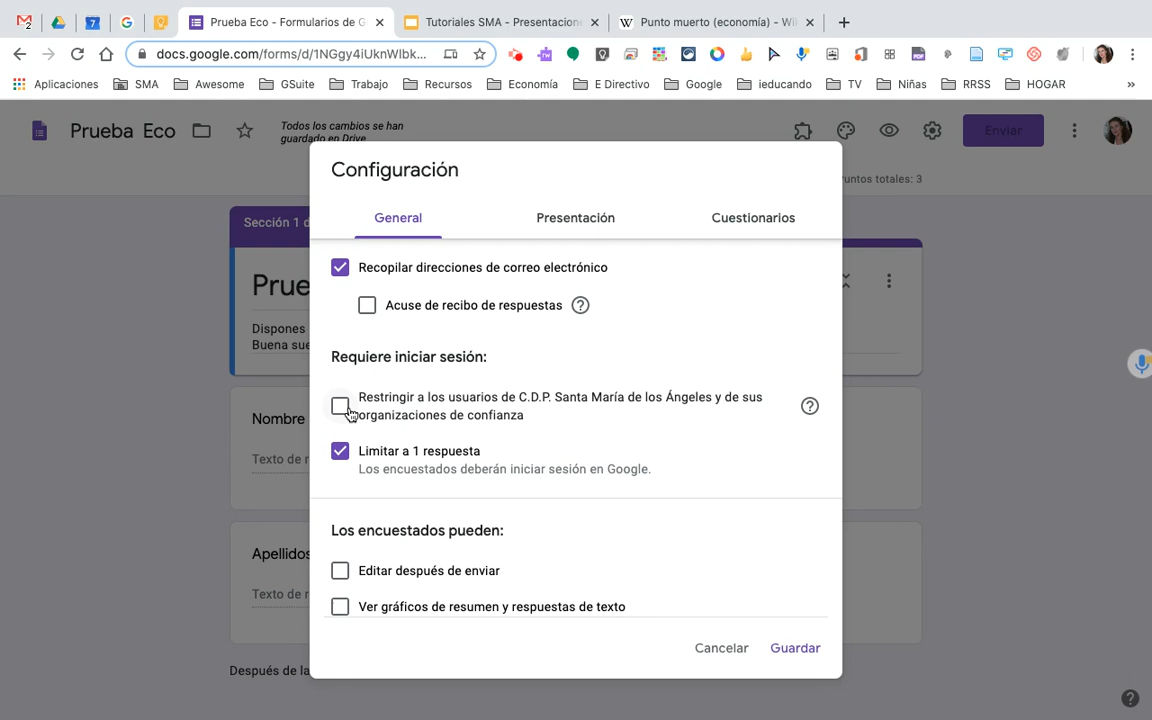 Prueba Eco - Formularios de G
Tutoriales SMA - Presentacion
W Punto muerto (economía) - Wi
docs.google.com/forms/d/1NGgy4iUknWIbk...
Aplicaciones SMA Awesome GSuite Trabajo Recursos Economía E Directivo Google ieducando TV Niñas RRSS HOGAR »
Prueba Eco
Todos los cambios se han
guardado en Drive
Enviar
untos totales: 3
Configuración
General Presentación Cuestionarios
Sección 1 d
Recopilar direcciones de correo electrónico
Prue
Acuse de recibo de respuestas
Dispones
Buena sue
Requiere iniciar sesión:
Restringir a los usuarios de C.D.P. Santa María de los Ángeles y de sus
organizaciones de confianza
Nombre
Texto de r
Limitar a 1 respuesta
Los encuestados deberán iniciar sesión en Google.
Los encuestados pueden:
Apellidos
Editar después de enviar
Texto de r
Ver gráficos de resumen y respuestas de texto
Cancelar Guardar
Después de la